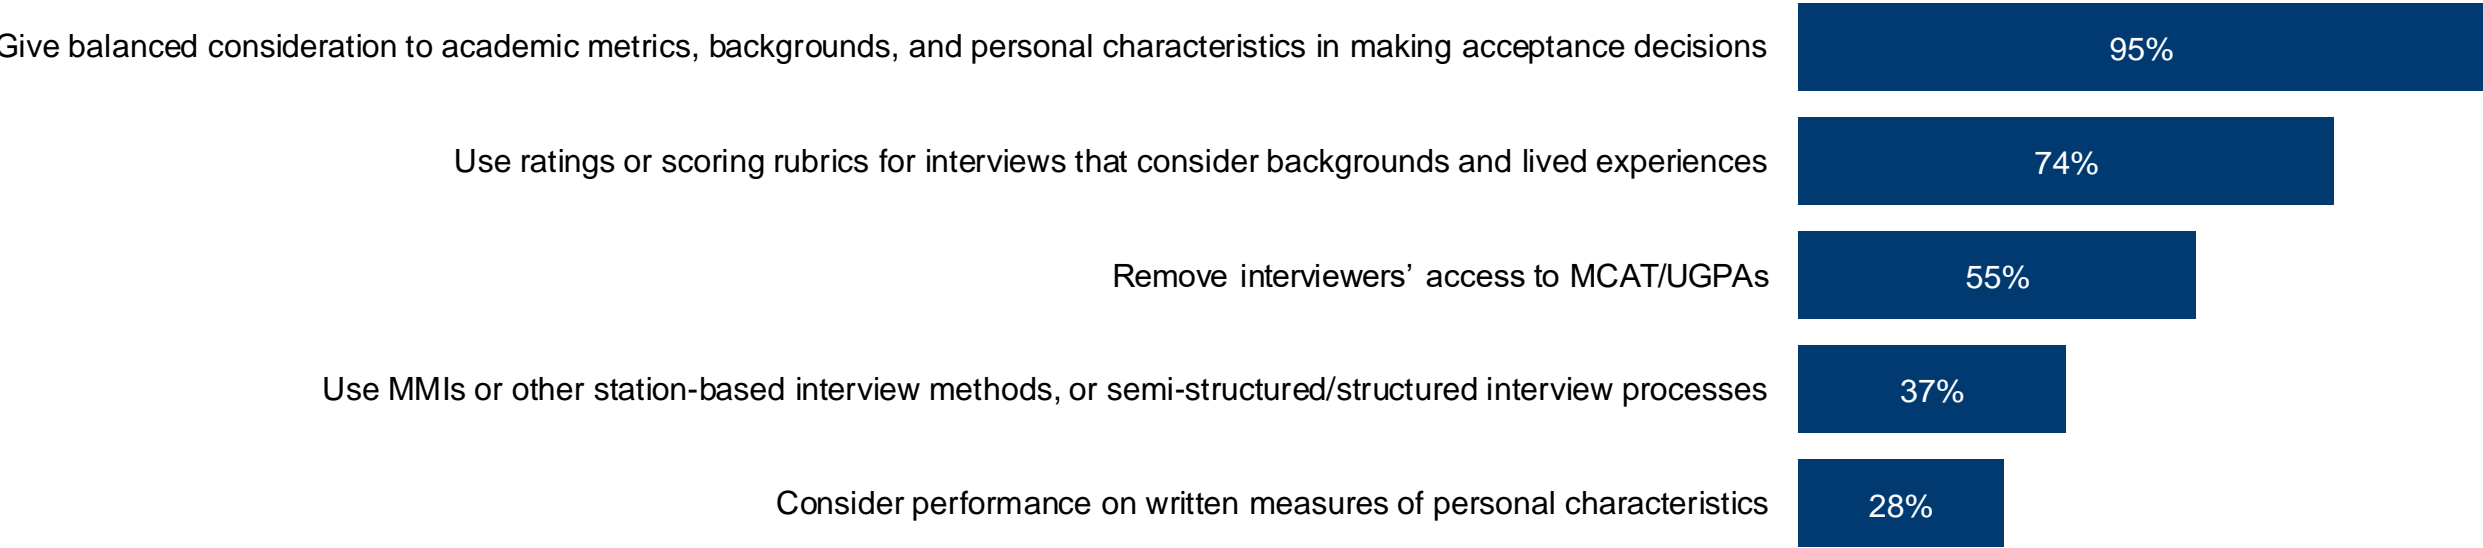 Give balanced consideration to academic metrics, backgrounds, and personal characteristics in making acceptance decisions 95%
Use ratings or scoring rubrics for interviews that consider backgrounds and lived experiences 74%
Remove interviewers’ access to MCAT/UGPAs 55%
Use MMIs or other station-based interview methods, or semi-structured/structured interview processes 37%
Consider performance on written measures of personal characteristics 28%